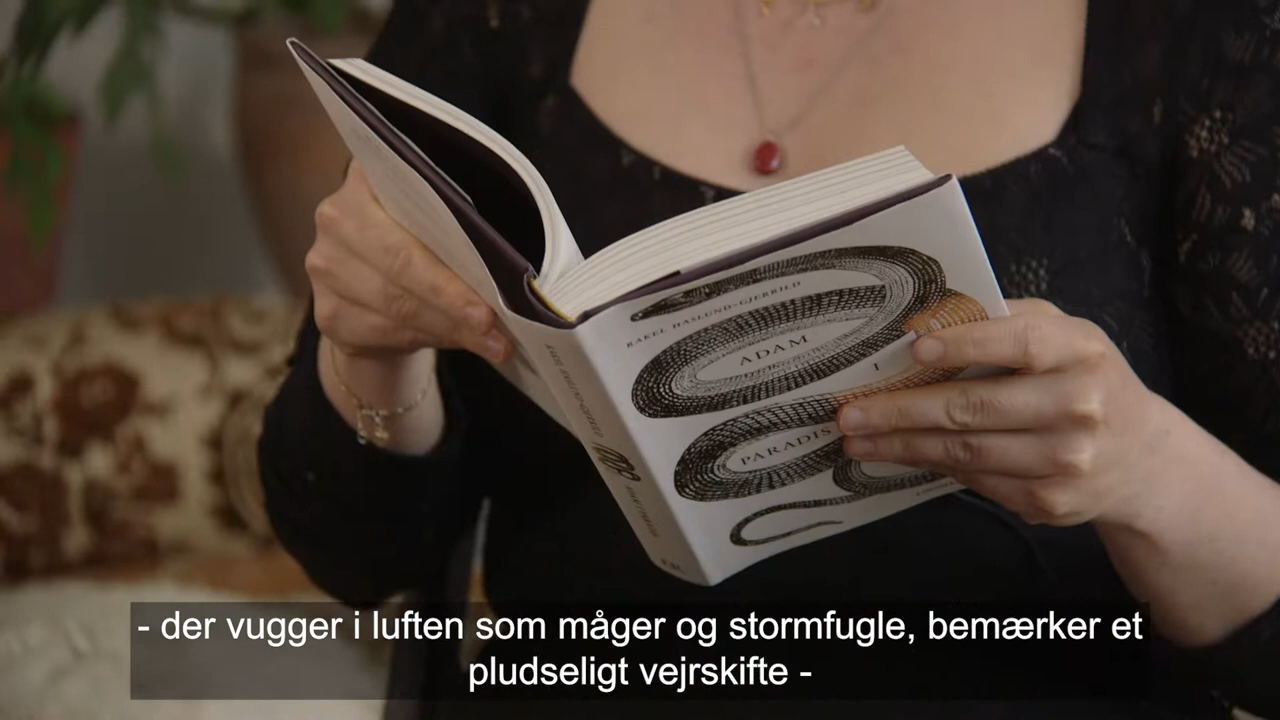 RAKEL HASLUND-GJERRILD
ADAM
I
PARADIS
- der vugger i luften som måger og stormfugle, bemærker et
pludseligt vejrskifte -